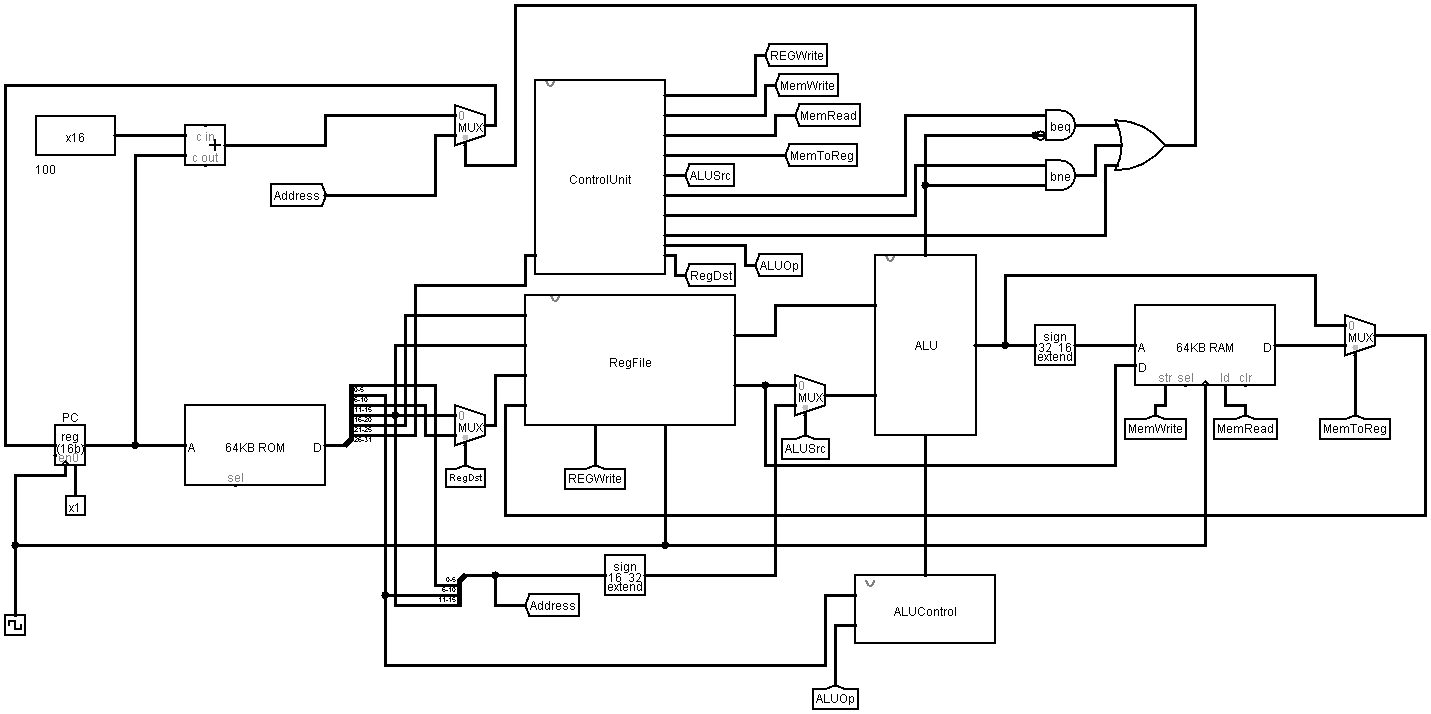 REGWrite
MemWrite
MemRead
MemToReg
ALUSrc
ALUOp
RegDst
ControlUnit
x16
100
c in
+
c out
0
MUX
Address
beq
bne
RegFile
ALU
sign
32 16
extend
A
D
64KB RAM
D
str sel
ld clr
0
MUX
MemWrite
MemRead
MemToReg
0
MUX
ALUSrc
PC
reg
(16b)
en0
x1
A
64KB ROM
D
sel
0-5
6-10
11-15
16-20
21-25
26-31
0
MUX
RegDst
REGWrite
0-5
6-10
11-15
sign
16 32
extend
Address
ALUControl
ALUOp